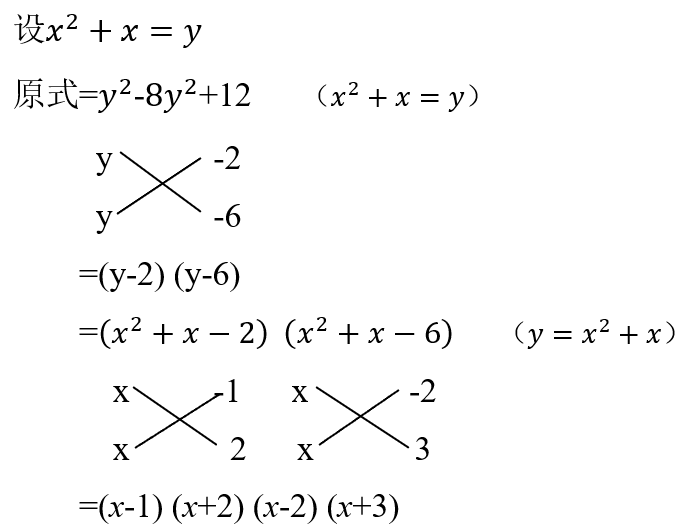 设x² + x = y
原式=y²-8y²+12 （x² + x = y）
y -2
y -6
=(y-2) (y-6)
=(x² + x − 2) (x² + x − 6) （y = x² + x）
x -1 x -2
x 2 x 3
=(x-1) (x+2) (x-2) (x+3)